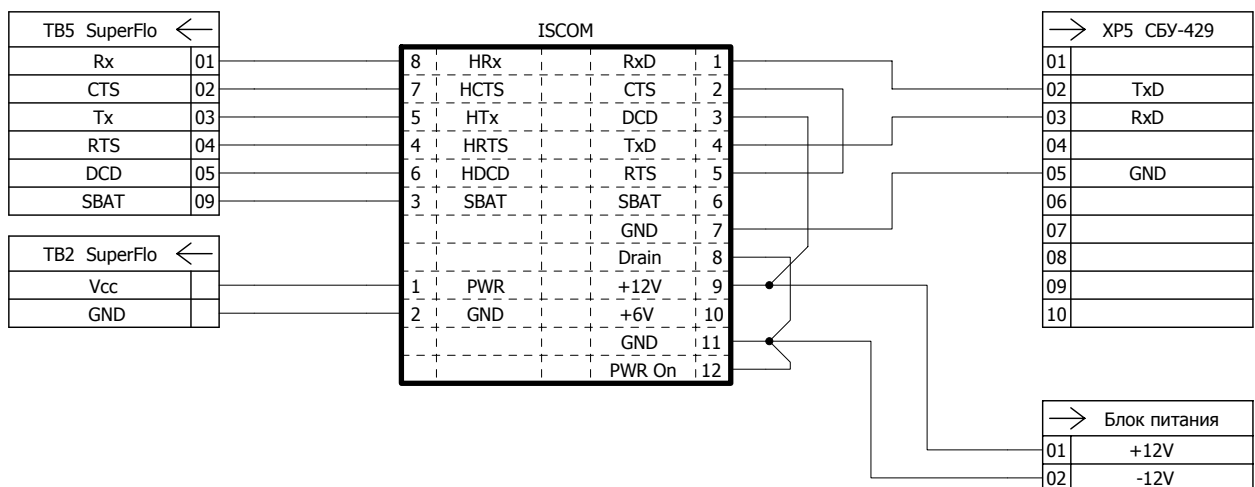 TB5 SuperFlo
Rx 01
CTS 02
Tx 03
RTS 04
DCD 05
SBAT 09
TB2 SuperFlo
Vcc
GND
ISCOM
8 HRx RxD 1
7 HCTS CTS 2
5 HTx DCD 3
4 HRTS TxD 4
6 HDCD RTS 5
3 SBAT SBAT 6
GND 7
Drain 8
1 PWR +12V 9
2 GND +6V 10
GND 11
PWR On 12
XP5 СБУ-429
01
02 TxD
03 RxD
04
05 GND
06
07
08
09
10
Блок питания
01 +12V
02 -12V